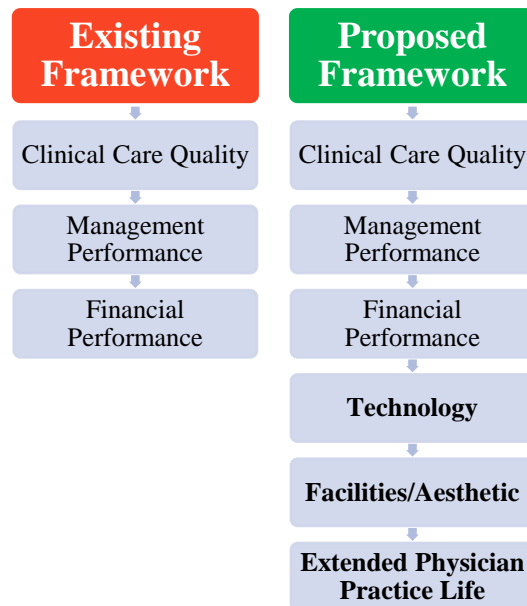 Existing
Framework
Clinical Care Quality
Management
Performance
Financial
Performance
Proposed
Framework
Clinical Care Quality
Management
Performance
Financial
Performance
Technology
Facilities/Aesthetic
Extended Physician
Practice Life